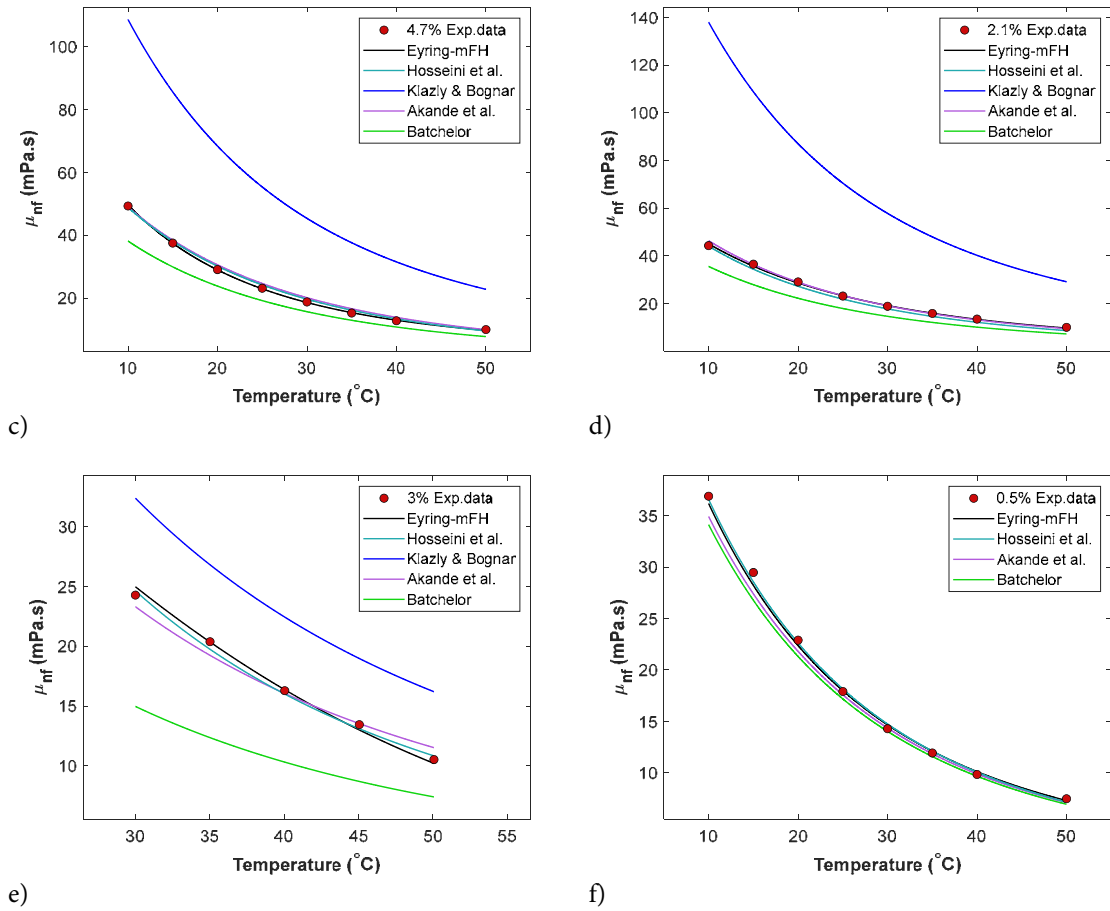 4.7% Exp.data
Eyring-mFH
Hosseini et al.
Klazly & Bognar
Akande et al.
Batchelor
100
80
60
40
20
μnf (mPa.s)
10 20 30 40 50
Temperature (°C)
c)
2.1% Exp.data
Eyring-mFH
Hosseini et al.
Klazly & Bognar
Akande et al.
Batchelor
140
120
100
80
60
40
20
μnf (mPa.s)
10 20 30 40 50
Temperature (°C)
d)
3% Exp.data
Eyring-mFH
Hosseini et al.
Klazly & Bognar
Akande et al.
Batchelor
30
25
20
15
10
μnf (mPa.s)
30 35 40 45 50 55
Temperature (°C)
e)
0.5% Exp.data
Eyring-mFH
Hosseini et al.
Akande et al.
Batchelor
35
30
25
20
15
10
μnf (mPa.s)
10 20 30 40 50
Temperature (°C)
f)